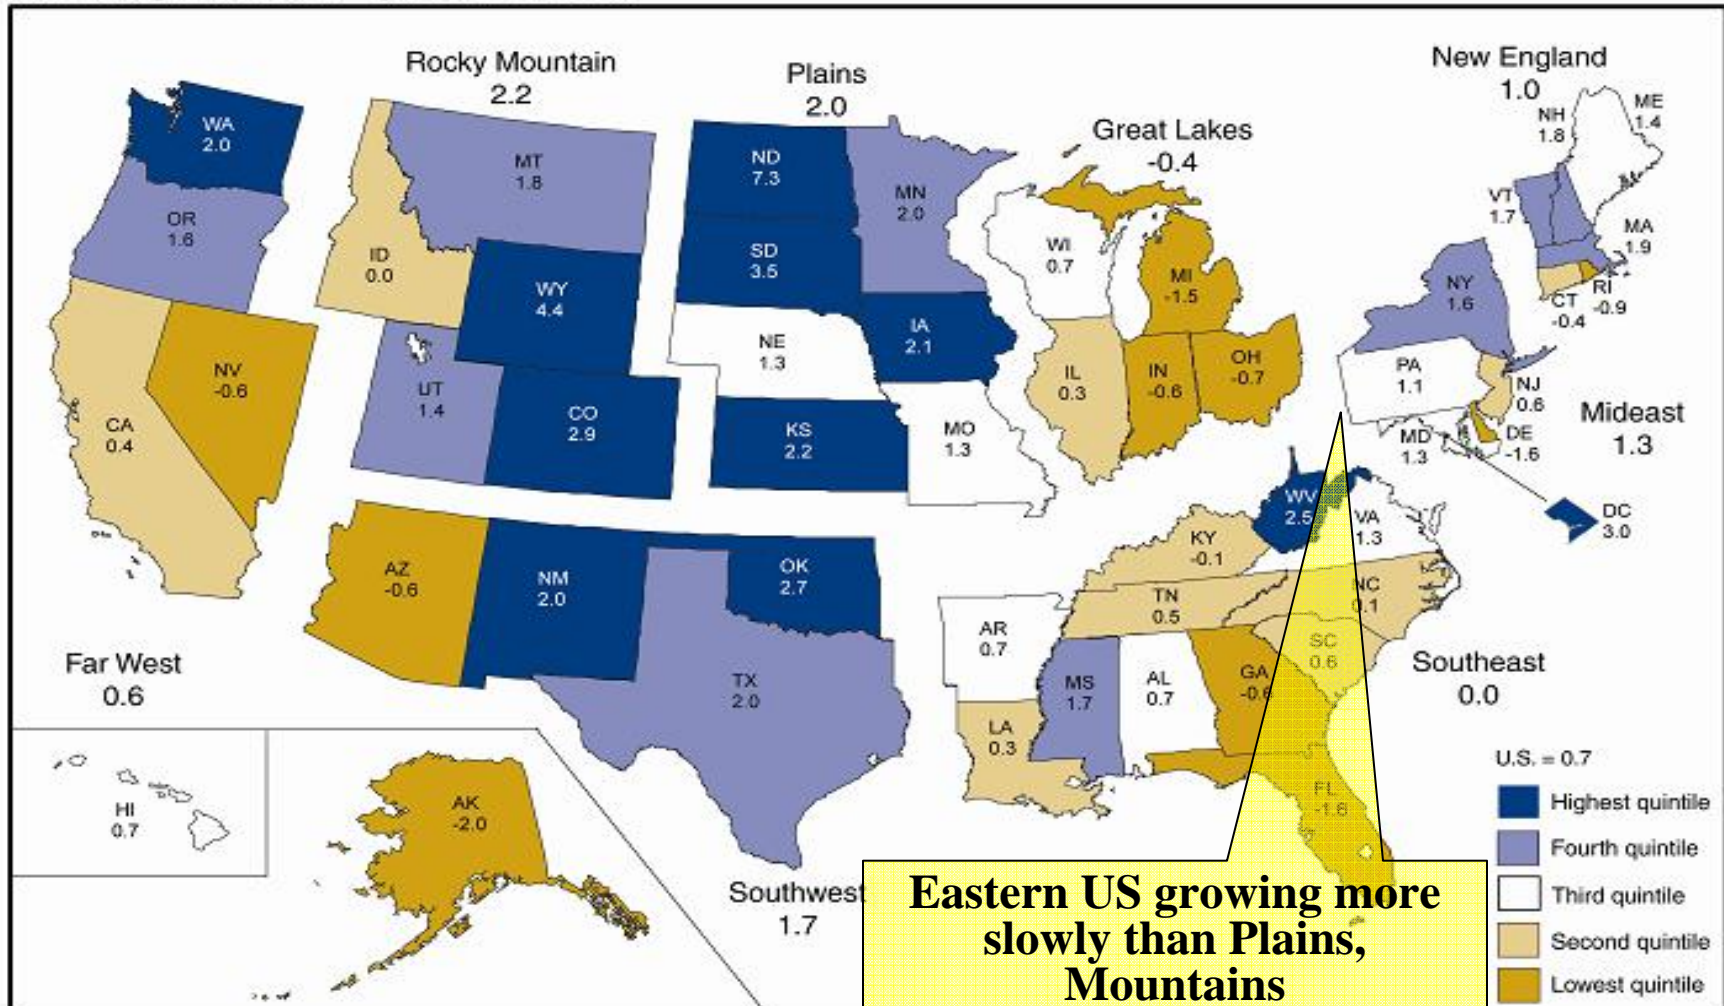 Rocky Mountain
2.2
Plains
2.0
New England
1.0
Great Lakes
-0.4
WA
2.0
OR
1.6
CA
0.4
NV
-0.6
ID
0.0
MT
1.8
WY
4.4
UT
1.4
CO
2.9
ND
7.3
SD
3.5
NE
1.3
KS
2.2
MN
2.0
IA
2.1
MO
1.3
WI
0.7
MI
-1.5
IL
0.3
IN
-0.6
OH
-0.7
NH
1.8
ME
1.4
VT
1.7
MA
1.9
RI
-0.9
CT
-0.4
NY
1.6
PA
1.1
NJ
0.6
MD
1.3
DE
-1.6
Mideast
1.3
DC
3.0
AZ
-0.6
NM
2.0
OK
2.7
TX
2.0
WV
2.5
VA
1.3
KY
-0.1
TN
0.5
NC
0.1
SC
0.6
AR
0.7
LA
0.3
MS
1.7
AL
0.7
GA
-0.6
FL
-1.6
Far West
0.6
Southeast
0.0
HI
0.7
AK
-2.0
Southwest
1.7
Eastern US growing more
slowly than Plains,
Mountains
U.S. = 0.7
Highest quintile
Fourth quintile
Third quintile
Second quintile
Lowest quintile